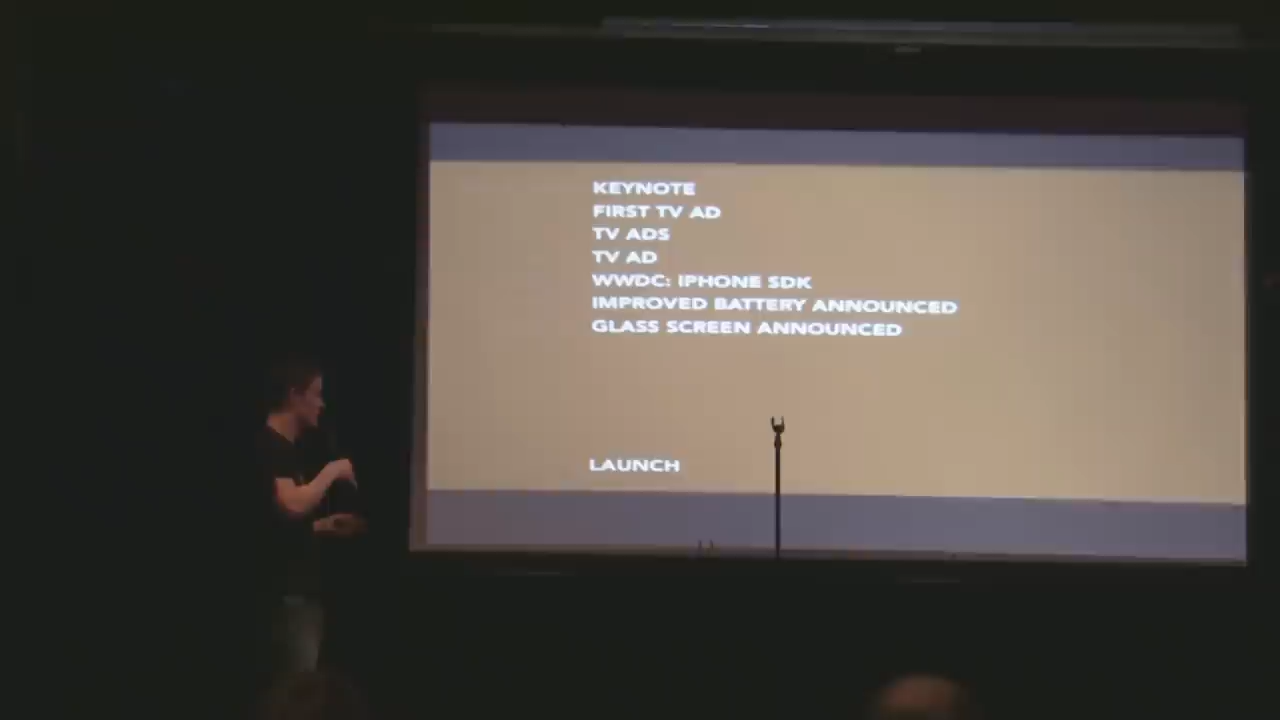 KEYNOTE
FIRST TV AD
TV ADS
TV AD
WWDC: IPHONE SDK
IMPROVED BATTERY ANNOUNCED
GLASS SCREEN ANNOUNCED
LAUNCH